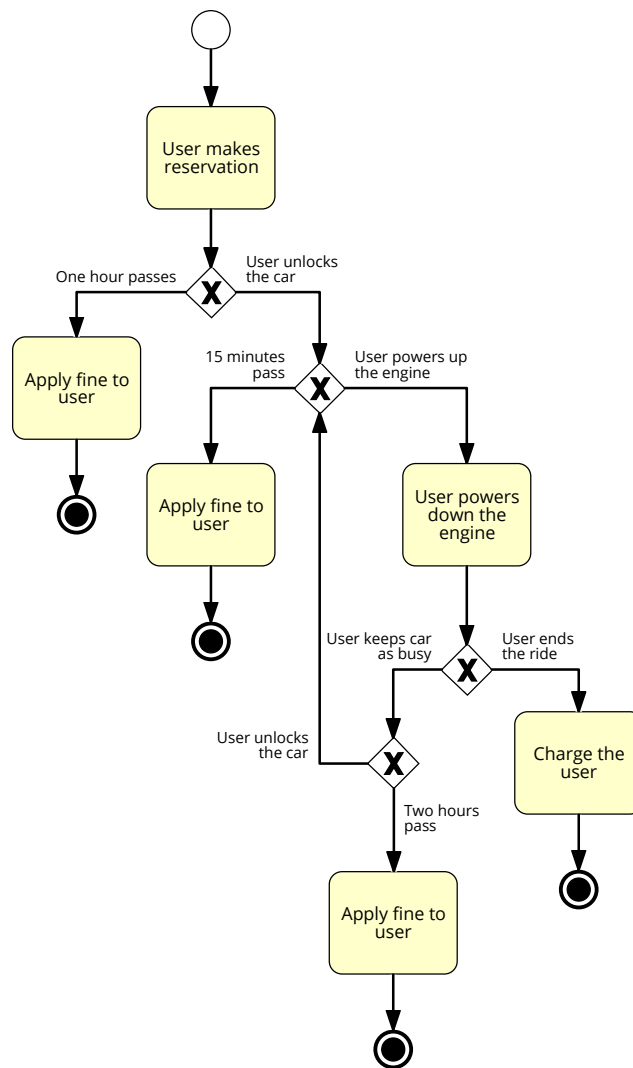 User makes
reservation
One hour passes
User unlocks
the car
X
Apply fine to
user
15 minutes
pass
User powers up
the engine
X
Apply fine to
user
User powers
down the
engine
User keeps car
as busy
User ends
the ride
X
User unlocks
the car
X
Charge the
user
Two hours
pass
Apply fine to
user